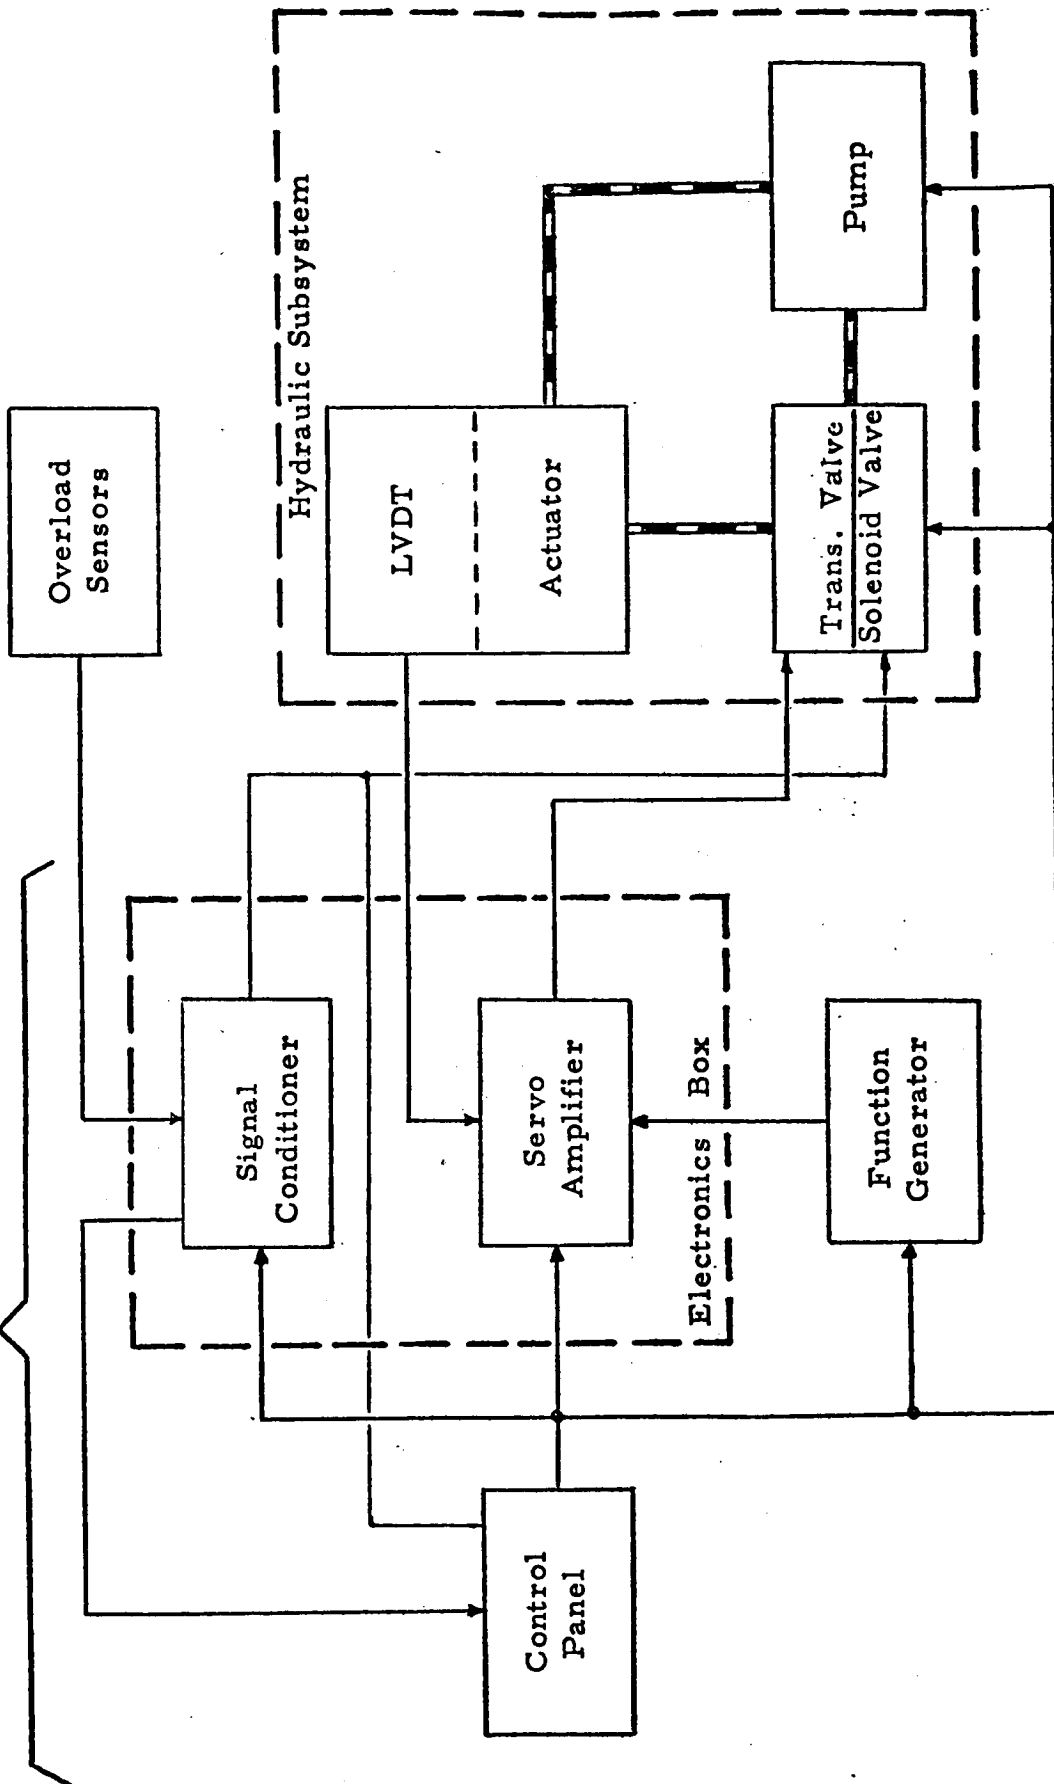 Overload
Sensors
Hydraulic Subsystem
LVDT
Actuator
Pump
Trans. Valve
Solenoid Valve
Signal
Conditioner
Servo
Amplifier
Electronics Box
Function
Generator
Control
Panel